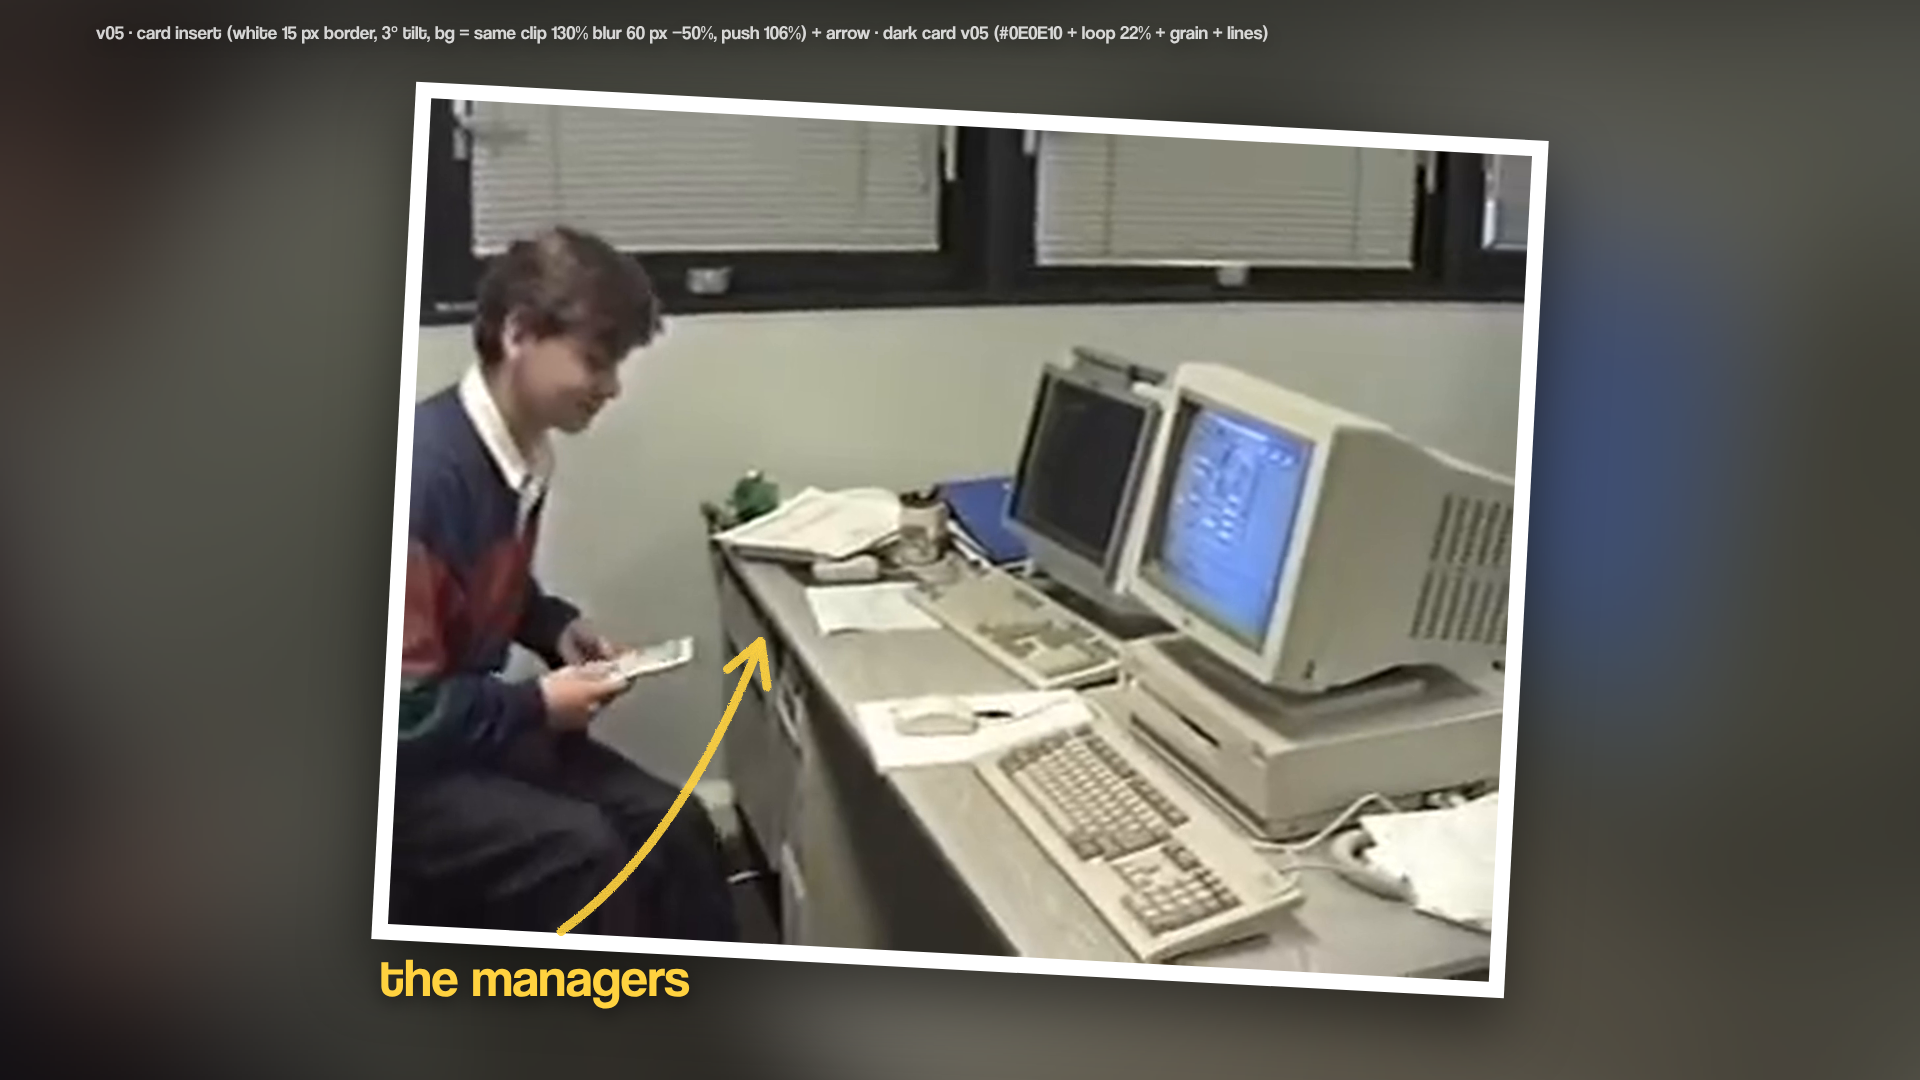 v05 · card insert (white 15 px border, 3° tilt, bg = same clip 130% blur 60 px −50%, push 106%) + arrow · dark card v05 (#0E0E10 + loop 22% + grain + lines)
the managers